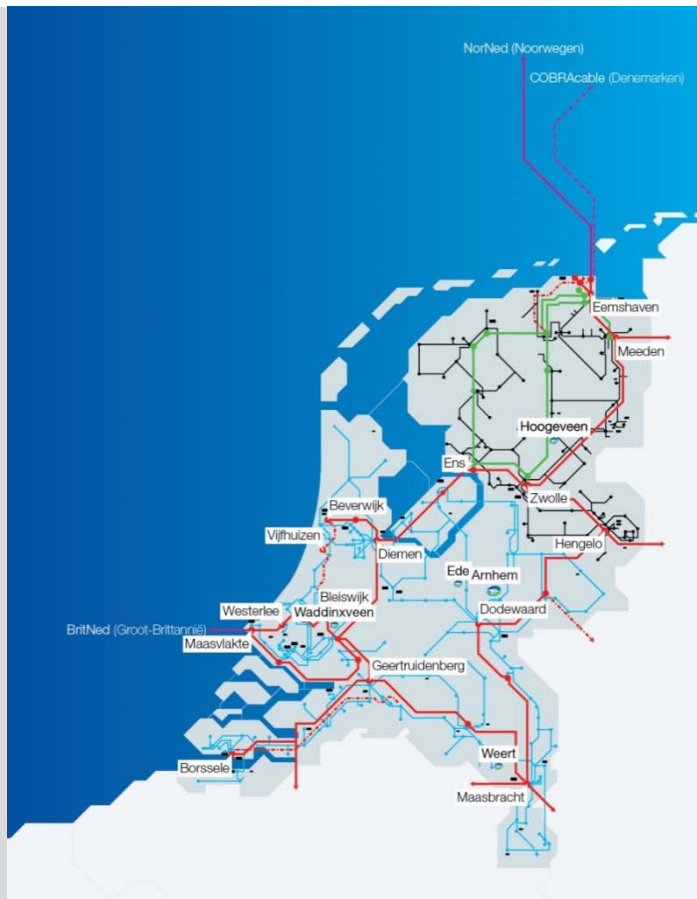 NorNed (Noorwegen)
COBRAcable (Denemarken)
Eemshaven
Meeden
Hoogeveen
Ens
Zwolle
Beverwijk
Vijfhuizen
Hengelo
Diemen
Ede
Arnhem
Bleiswijk
Westerlee
Waddinxveen
Dodewaard
BritNed (Groot-Brittannië)
Maasvlakte
Geertruidenberg
Weert
Borssele
Maasbracht